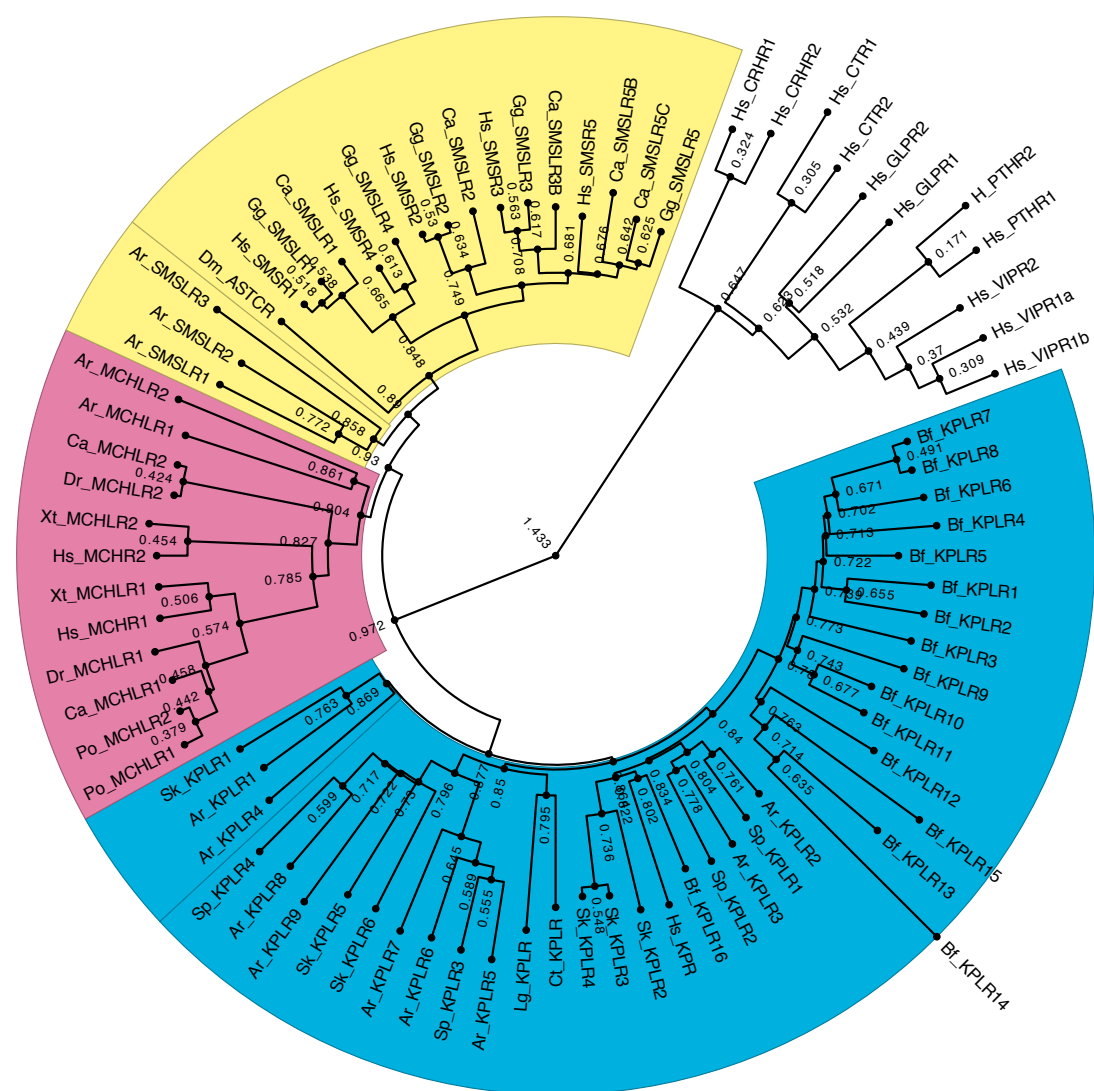 Hs_CRHR1
Hs_CRHR2
Hs_CTR1
Hs_CTR2
Hs_GLPR2
Hs_GLPR1
H_PTHR2
Hs_PTHR1
Hs_VIPR2
Hs_VIPR1a
Hs_VIPR1b
0.324
0.305
0.647
0.623
0.518
0.171
0.532
0.439
0.37
0.309
1.433
Bf_KPLR7
Bf_KPLR8
Bf_KPLR6
Bf_KPLR4
Bf_KPLR5
Bf_KPLR1
Bf_KPLR2
Bf_KPLR3
Bf_KPLR9
Bf_KPLR10
Bf_KPLR11
Bf_KPLR12
Bf_KPLR15
Bf_KPLR13
Bf_KPLR14
0.491
0.671
0.702
0.713
0.722
0.655
0.739
0.773
0.743
0.677
0.763
0.714
0.635
0.84
Ar_KPLR2
Sp_KPLR1
Ar_KPLR3
Sp_KPLR2
Bf_KPLR16
Hs_KPR
Sk_KPLR2
Sk_KPLR3
Sk_KPLR4
Ct_KPLR
Lg_KPLR
Ar_KPLR5
Sp_KPLR3
Ar_KPLR6
Ar_KPLR7
Sk_KPLR6
Sk_KPLR5
Ar_KPLR9
Ar_KPLR8
Sp_KPLR4
Ar_KPLR4
Ar_KPLR1
Sk_KPLR1
0.761
0.804
0.778
0.834
0.802
0.736
0.548
0.795
0.85
0.877
0.555
0.589
0.645
0.796
0.73
0.722
0.717
0.599
0.869
0.763
0.972
Po_MCHLR1
Po_MCHLR2
Ca_MCHLR1
Dr_MCHLR1
Hs_MCHR1
Xt_MCHLR1
Hs_MCHR2
Xt_MCHLR2
Dr_MCHLR2
Ca_MCHLR2
Ar_MCHLR1
Ar_MCHLR2
0.379
0.442
0.458
0.574
0.506
0.785
0.454
0.827
0.424
0.904
0.861
0.93
Ar_SMSLR1
Ar_SMSLR2
Ar_SMSLR3
Dm_ASTCR
Hs_SMSR1
Gg_SMSLR1
Ca_SMSLR1
Hs_SMSR4
Gg_SMSLR4
Hs_SMSR2
Gg_SMSLR2
Ca_SMSLR2
Hs_SMSR3
Gg_SMSLR3
Ca_SMSLR3B
Hs_SMSR5
Ca_SMSLR5B
Ca_SMSLR5C
Gg_SMSLR5
0.772
0.858
0.89
0.848
0.518
0.538
0.665
0.613
0.749
0.53
0.634
0.708
0.563
0.617
0.681
0.676
0.642
0.625